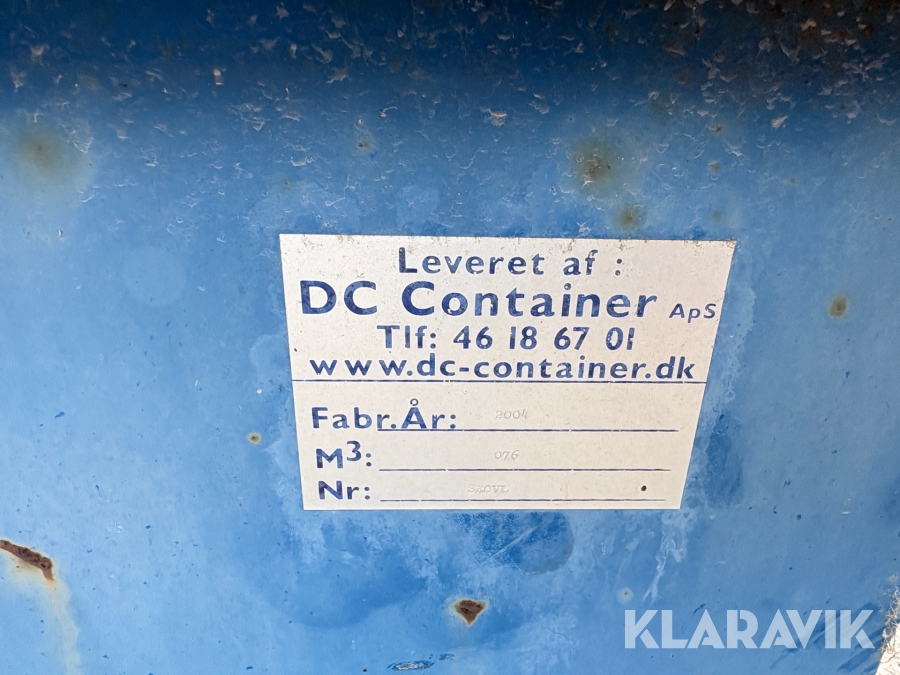 Leveret af :
DC Container ApS
Tlf: 46 18 67 01
www.dc-container.dk
Fabr.År: 2004
M³: 076
Nr:
KLARAVIK